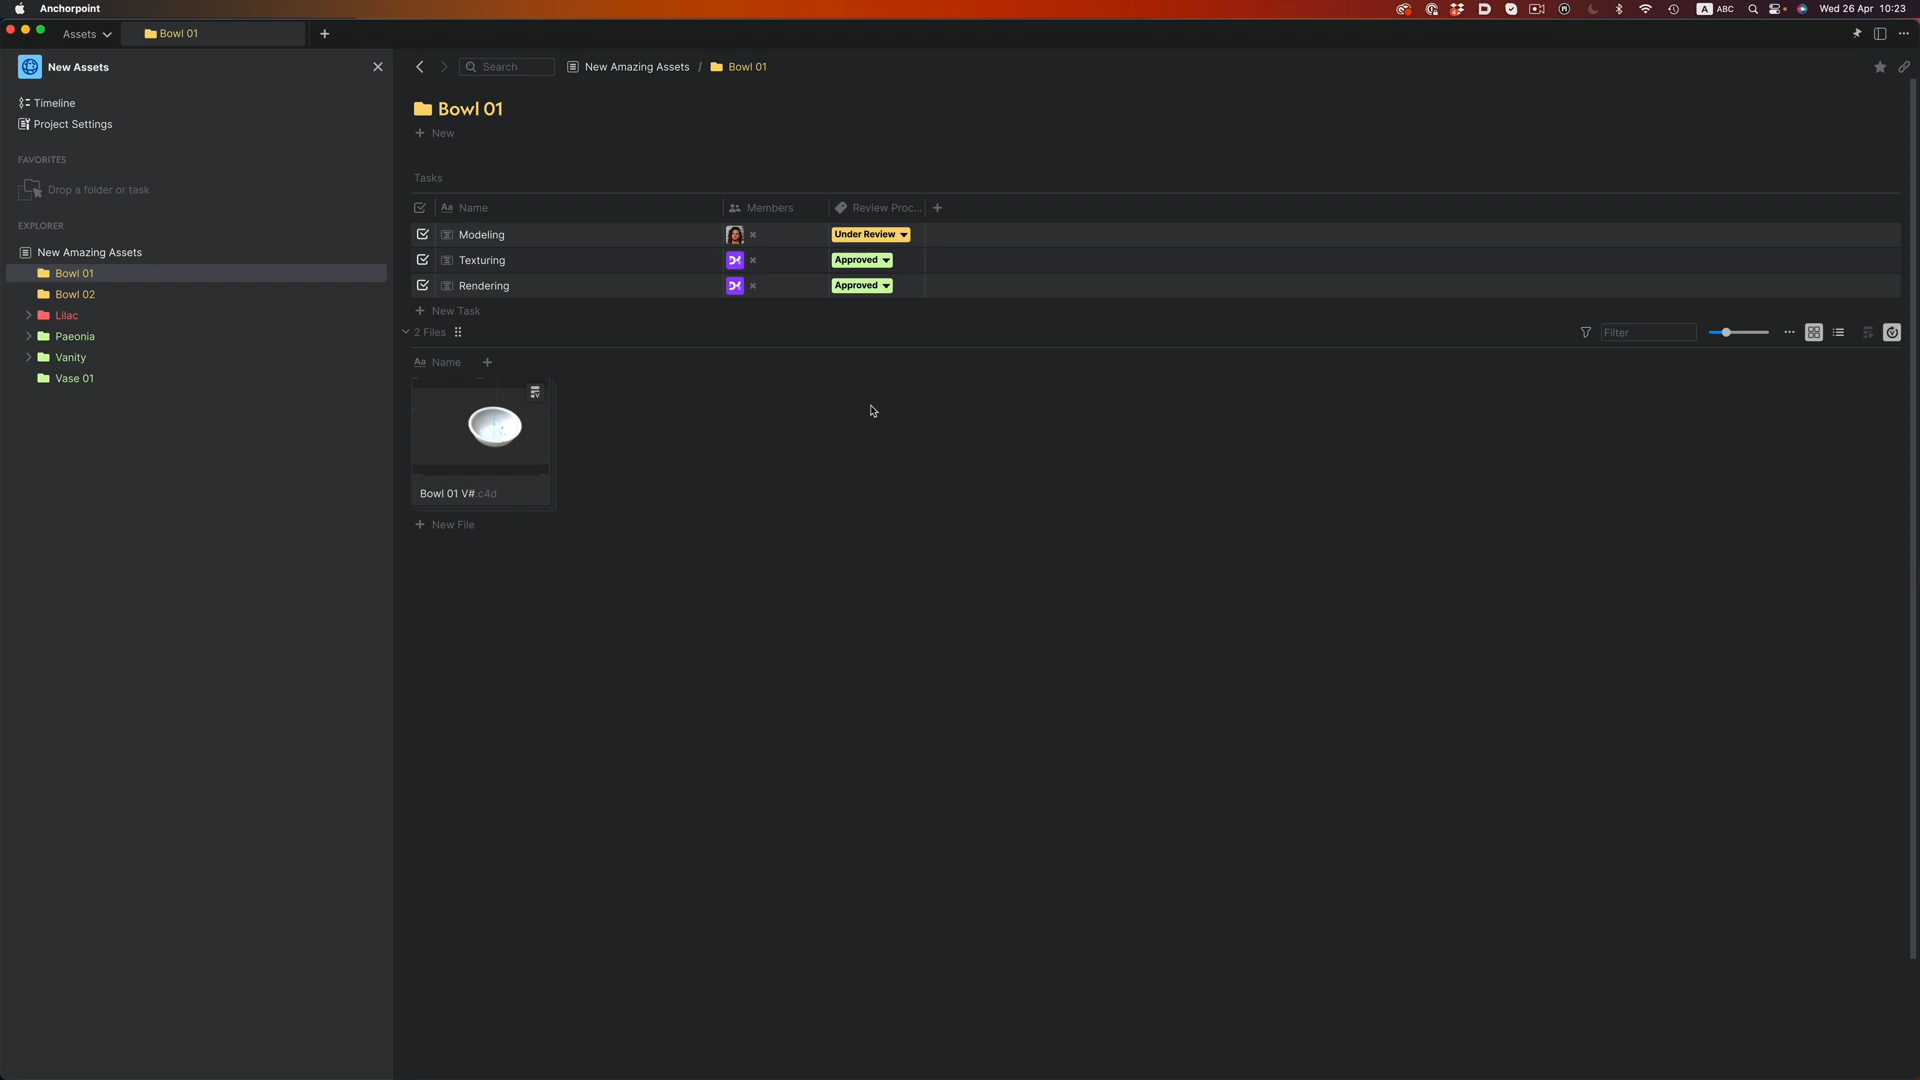 Anchorpoint
ABC
Wed 26 Apr 10:23
Assets
Bowl 01
New Assets
Search
New Amazing Assets / Bowl 01
Timeline
Project Settings
FAVORITES
Drop a folder or task
EXPLORER
New Amazing Assets
Bowl 01
Bowl 02
Lilac
Paeonia
Vanity
Vase 01
Bowl 01
+ New
Tasks
Aa Name
Members
Review Proc...
+
Modeling
Under Review
Texturing
Approved
Rendering
Approved
+ New Task
2 Files
Filter
Aa Name +
Bowl 01 V#.c4d
+ New File